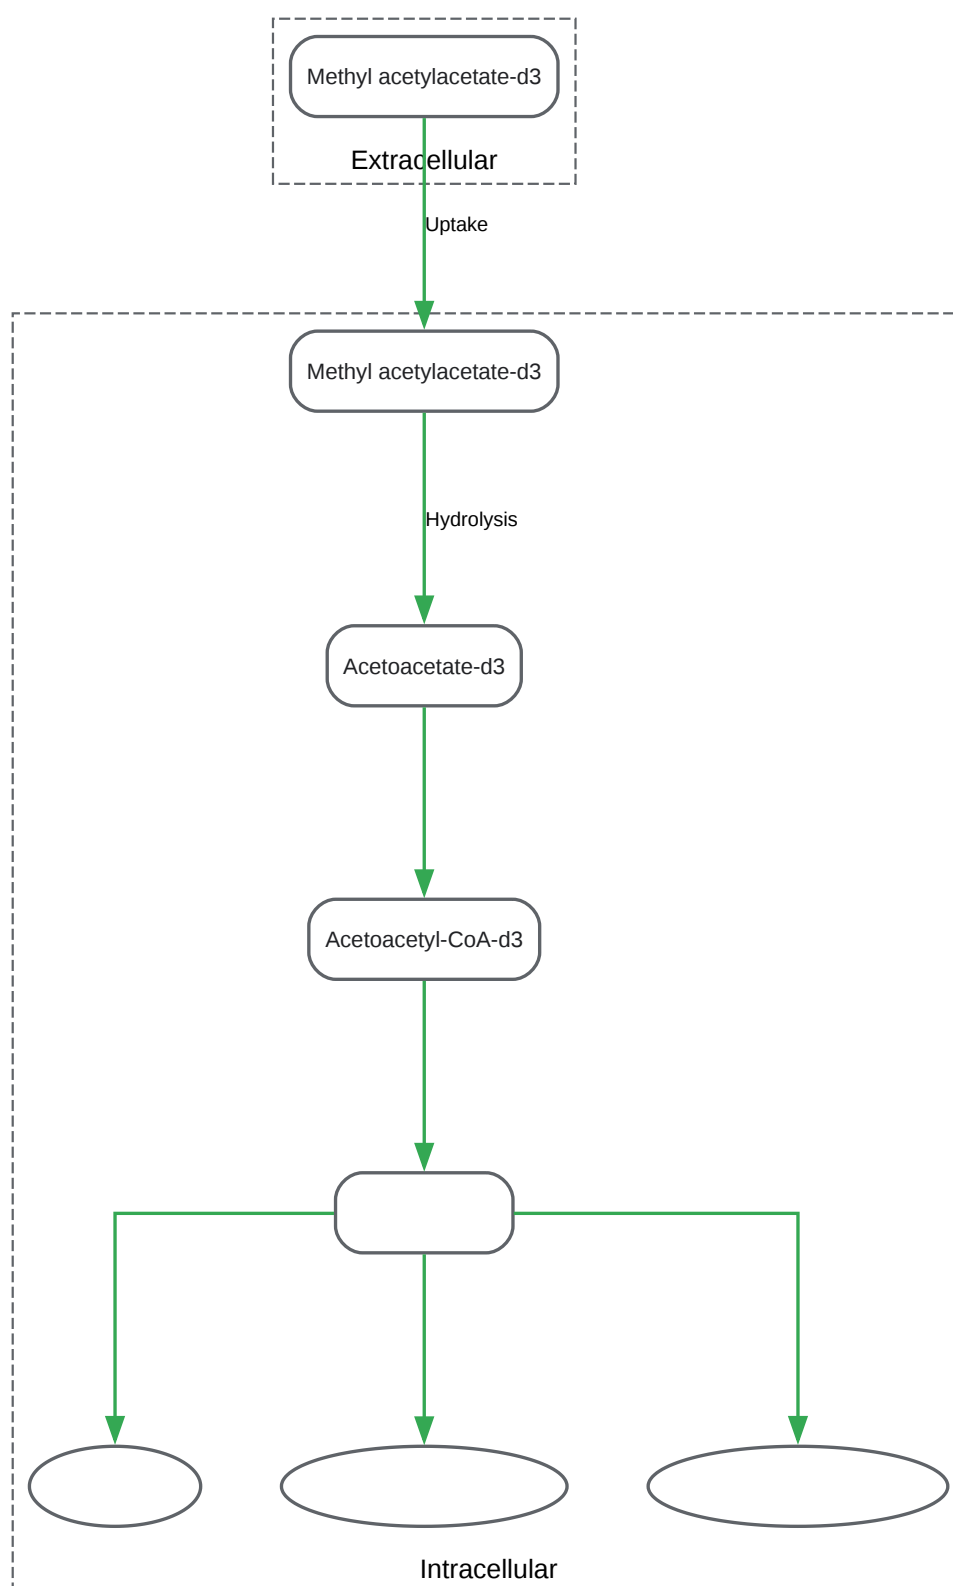 Methyl acetylacetate-d3
Extracellular
Uptake
Methyl acetylacetate-d3
Hydrolysis
Acetoacetate-d3
Acetoacetyl-CoA-d3
Intracellular